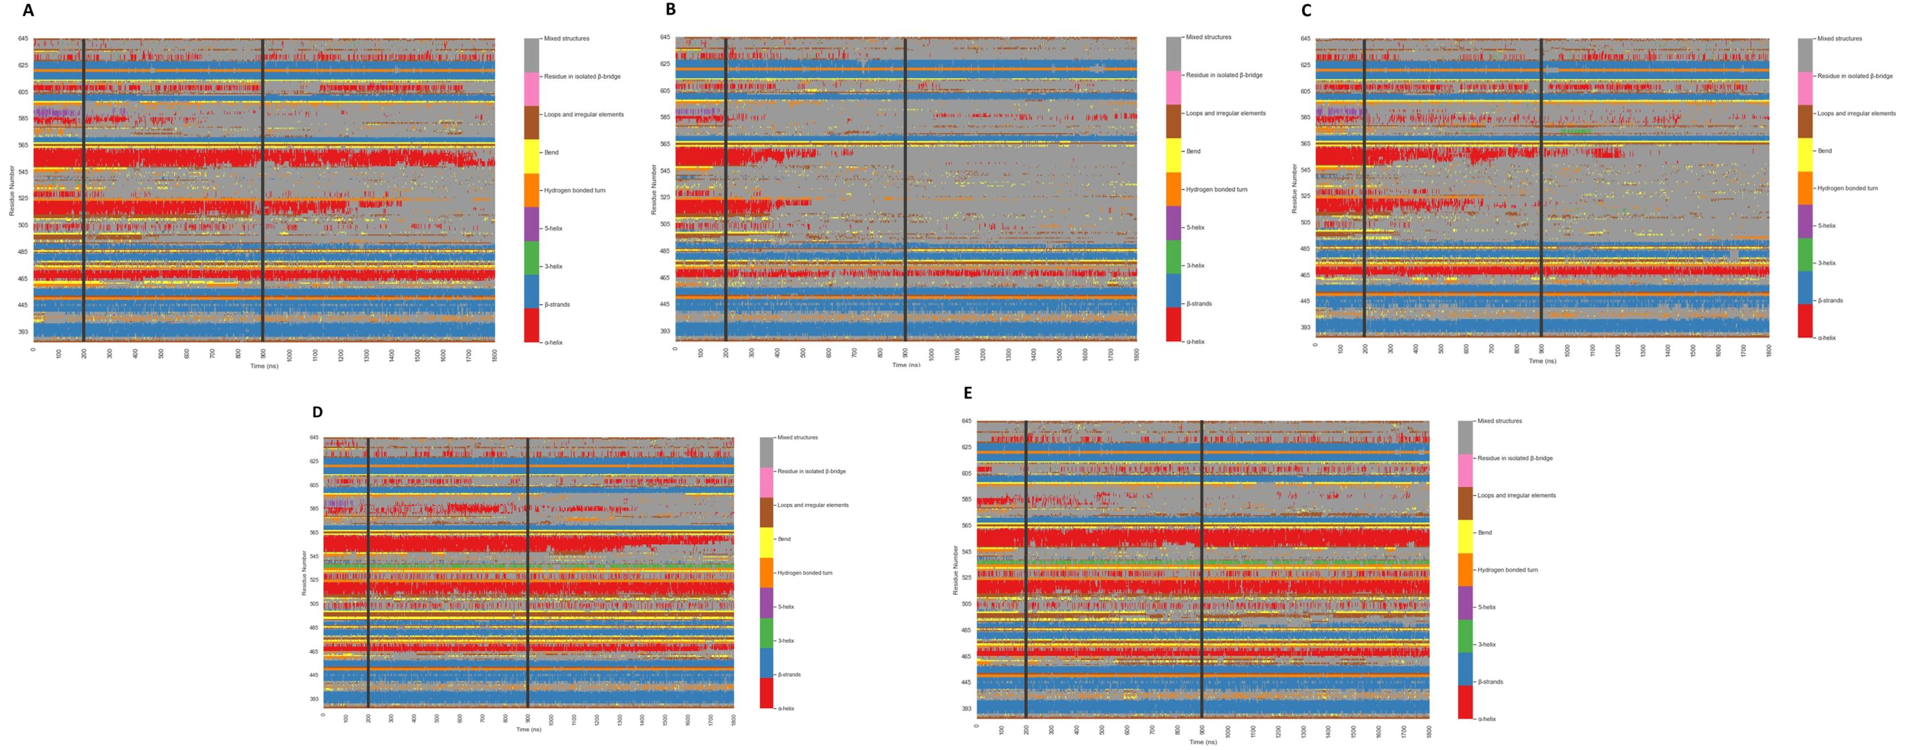 A
645
625
605
585
565
545
525
505
485
465
445
393
Residue Number
0 100 200 300 400 500 600 700 800 900 1000 1100 1200 1300 1400 1500 1600 1700 1800
Time (ns)
Mixed structures
Residue in isolated β-bridge
Loops and irregular elements
Bend
Hydrogen bonded turn
5-helix
3-helix
β-strands
α-helix
B
645
625
605
585
565
545
525
505
485
465
445
393
Residue Number
0 100 200 300 400 500 600 700 800 900 1000 1100 1200 1300 1400 1500 1600 1700 1800
Time (ns)
Mixed structures
Residue in isolated β-bridge
Loops and irregular elements
Bend
Hydrogen bonded turn
5-helix
3-helix
β-strands
α-helix
C
645
625
605
585
565
545
525
505
485
465
445
393
Residue Number
0 100 200 300 400 500 600 700 800 900 1000 1100 1200 1300 1400 1500 1600 1700 1800
Time (ns)
Mixed structures
Residue in isolated β-bridge
Loops and irregular elements
Bend
Hydrogen bonded turn
5-helix
3-helix
β-strands
α-helix
D
645
625
605
585
565
545
525
505
485
465
445
393
Residue Number
0 100 200 300 400 500 600 700 800 900 1000 1100 1200 1300 1400 1500 1600 1700 1800
Time (ns)
Mixed structures
Residue in isolated β-bridge
Loops and irregular elements
Bend
Hydrogen bonded turn
5-helix
3-helix
β-strands
α-helix
E
645
625
605
585
565
545
525
505
485
465
445
393
Residue Number
0 100 200 300 400 500 600 700 800 900 1000 1100 1200 1300 1400 1500 1600 1700 1800
Time (ns)
Mixed structures
Residue in isolated β-bridge
Loops and irregular elements
Bend
Hydrogen bonded turn
5-helix
3-helix
β-strands
α-helix